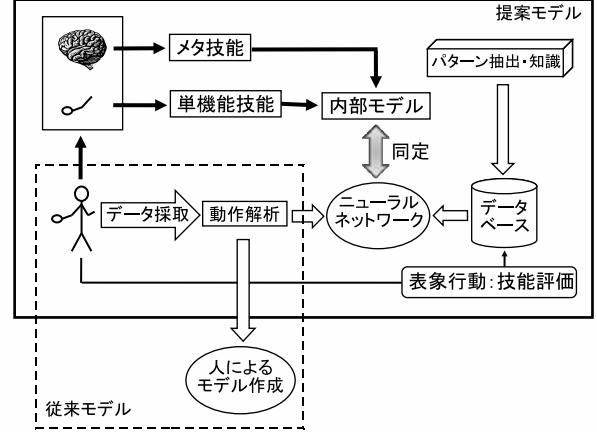 提案モデル
メタ技能
パターン抽出・知識
単機能技能
内部モデル
同定
データ採取
動作解析
ニューラル
ネットワーク
データ
ベース
表象行動：技能評価
人による
モデル作成
従来モデル